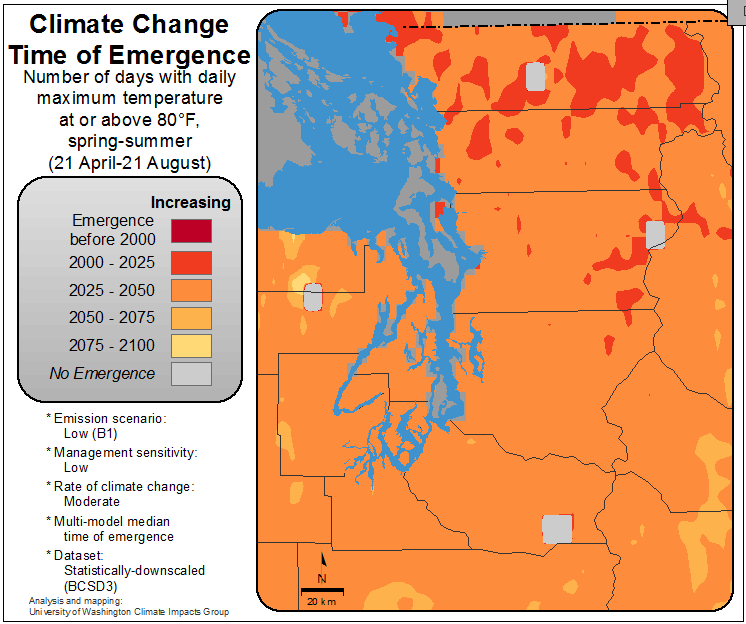 Climate Change
Time of Emergence
Number of days with daily
maximum temperature
at or above 80°F,
spring-summer
(21 April-21 August)
Increasing
Emergence
before 2000
2000 - 2025
2025 - 2050
2050 - 2075
2075 - 2100
No Emergence
* Emission scenario:
Low (B1)
* Management sensitivity:
Low
* Rate of climate change:
Moderate
* Multi-model median
time of emergence
* Dataset:
Statistically-downscaled
(BCSD3)
Analysis and mapping:
University of Washington Climate Impacts Group
N
20 km